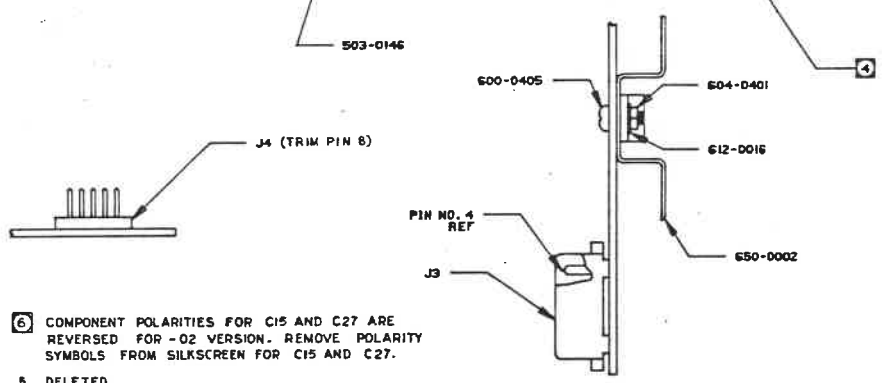 503-0146
4
600-0405
604-0401
J4 (TRIM PIN 8)
612-0016
PIN NO. 4
REF
J3
650-0002
6 COMPONENT POLARITIES FOR C15 AND C27 ARE
REVERSED FOR -02 VERSION. REMOVE POLARITY
SYMBOLS FROM SILKSCREEN FOR C15 AND C27.
5. DELETED